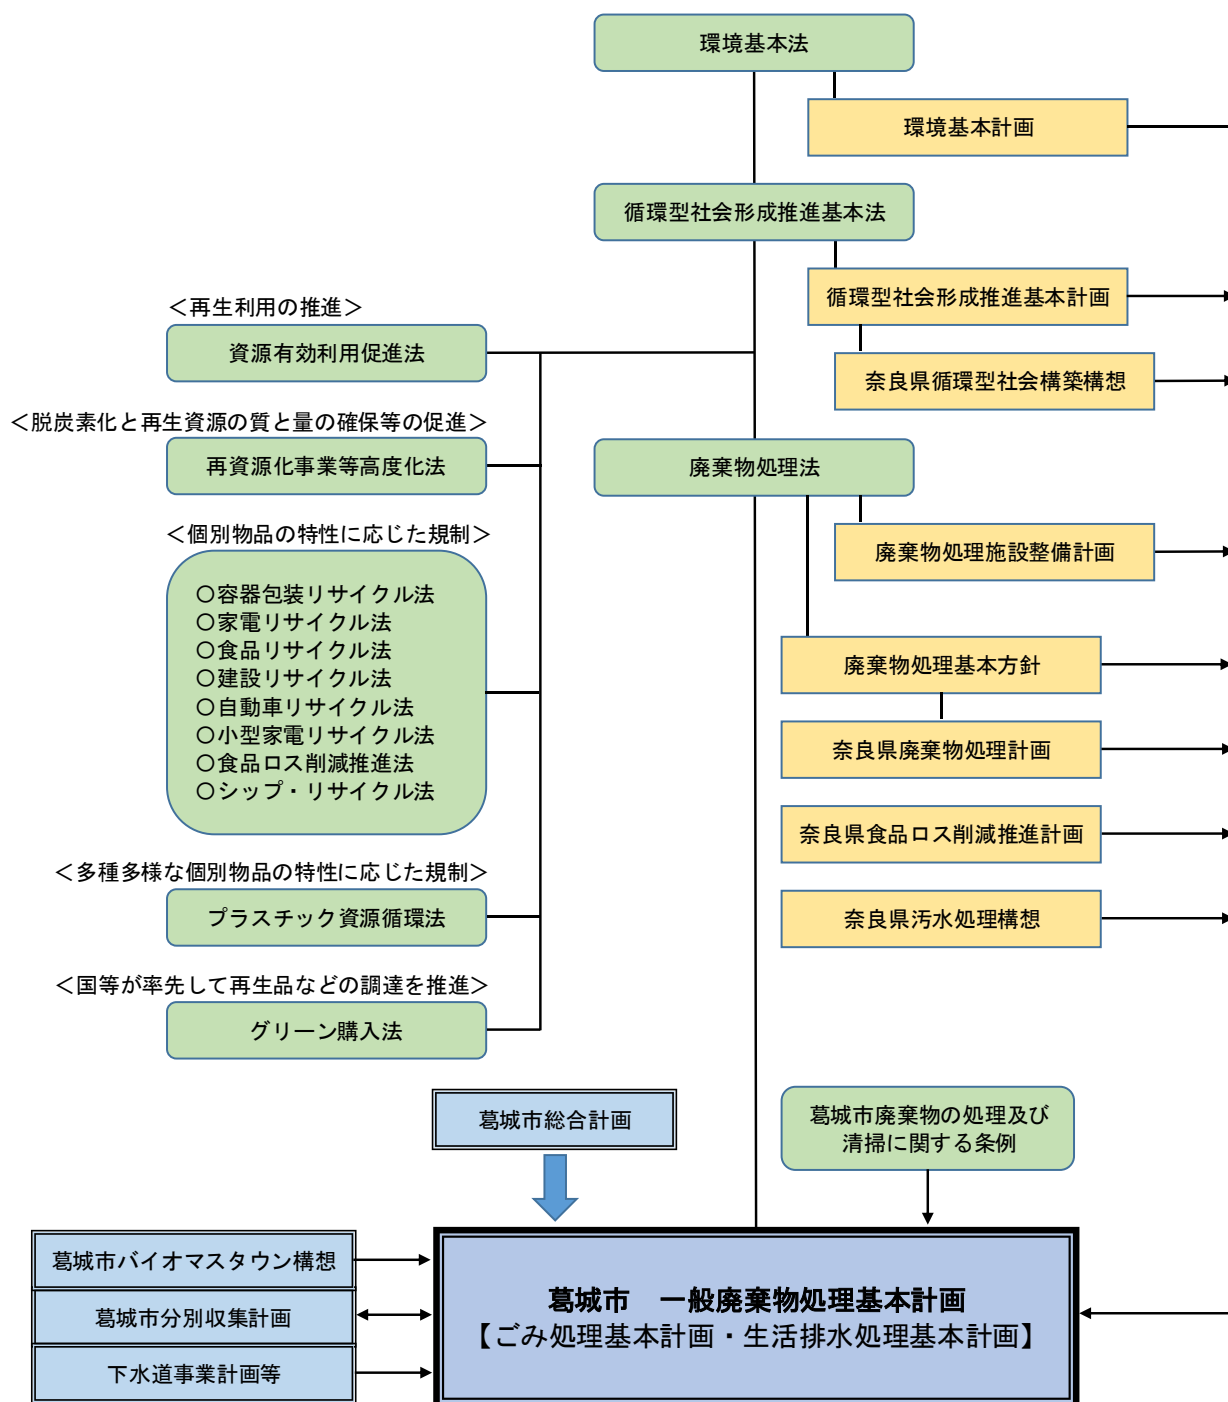 環境基本法
環境基本計画
循環型社会形成推進基本法
循環型社会形成推進基本計画
奈良県循環型社会構築構想
＜再生利用の推進＞
資源有効利用促進法
＜脱炭素化と再生資源の質と量の確保等の促進＞
再資源化事業等高度化法
廃棄物処理法
廃棄物処理施設整備計画
＜個別物品の特性に応じた規制＞
○容器包装リサイクル法
○家電リサイクル法
○食品リサイクル法
○建設リサイクル法
○自動車リサイクル法
○小型家電リサイクル法
○食品ロス削減推進法
○シップ・リサイクル法
廃棄物処理基本方針
奈良県廃棄物処理計画
奈良県食品ロス削減推進計画
奈良県汚水処理構想
＜多種多様な個別物品の特性に応じた規制＞
プラスチック資源循環法
＜国等が率先して再生品などの調達を推進＞
グリーン購入法
葛城市総合計画
葛城市廃棄物の処理及び
清掃に関する条例
葛城市バイオマスタウン構想
葛城市分別収集計画
下水道事業計画等
葛城市　一般廃棄物処理基本計画
【ごみ処理基本計画・生活排水処理基本計画】